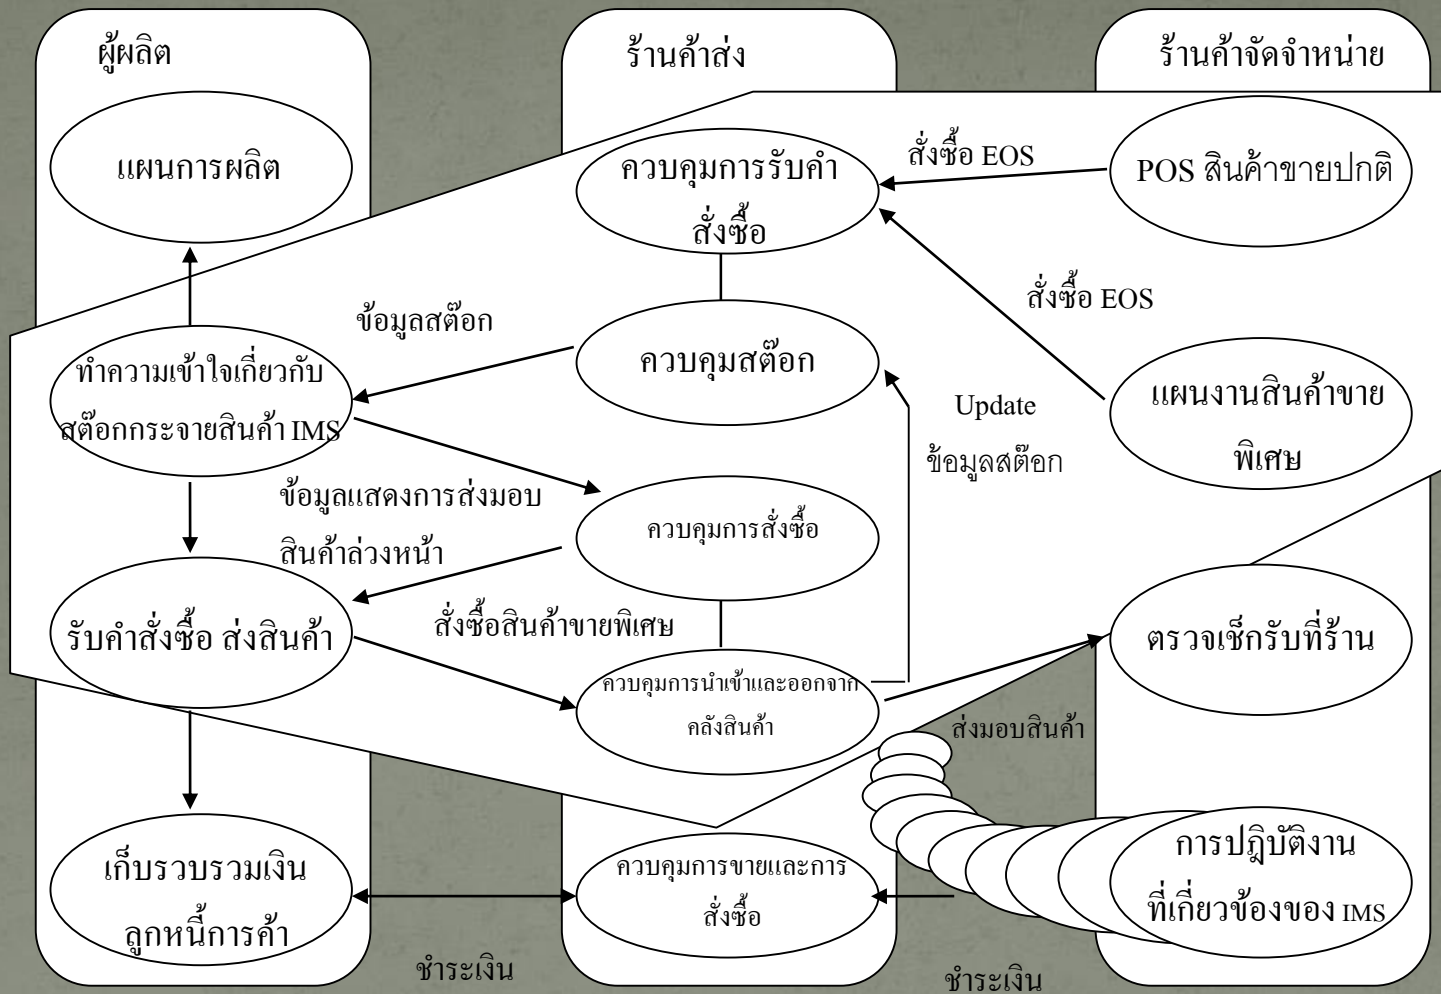 ผู้ผลิต
ร้านค้าส่ง
ร้านค้าจัดจำหน่าย
แผนการผลิต
ควบคุมการรับคำ
สั่งซื้อ
สั่งซื้อ EOS
POS สินค้าขายปกติ
สั่งซื้อ EOS
ข้อมูลสต๊อก
ทำความเข้าใจเกี่ยวกับ
สต๊อกกระจายสินค้า IMS
ควบคุมสต๊อก
Update
ข้อมูลสต๊อก
แผนงานสินค้าขาย
พิเศษ
ข้อมูลแสดงการส่งมอบ
สินค้าล่วงหน้า
ควบคุมการสั่งซื้อ
รับคำสั่งซื้อ ส่งสินค้า
สั่งซื้อสินค้าขายพิเศษ
ควบคุมการนำเข้าและออกจาก
คลังสินค้า
ตรวจเช็กรับที่ร้าน
ส่งมอบสินค้า
เก็บรวบรวมเงิน
ลูกหนี้การค้า
ควบคุมการขายและการ
สั่งซื้อ
การปฎิบัติงาน
ที่เกี่ยวข้องของ IMS
ชำระเงิน
ชำระเงิน